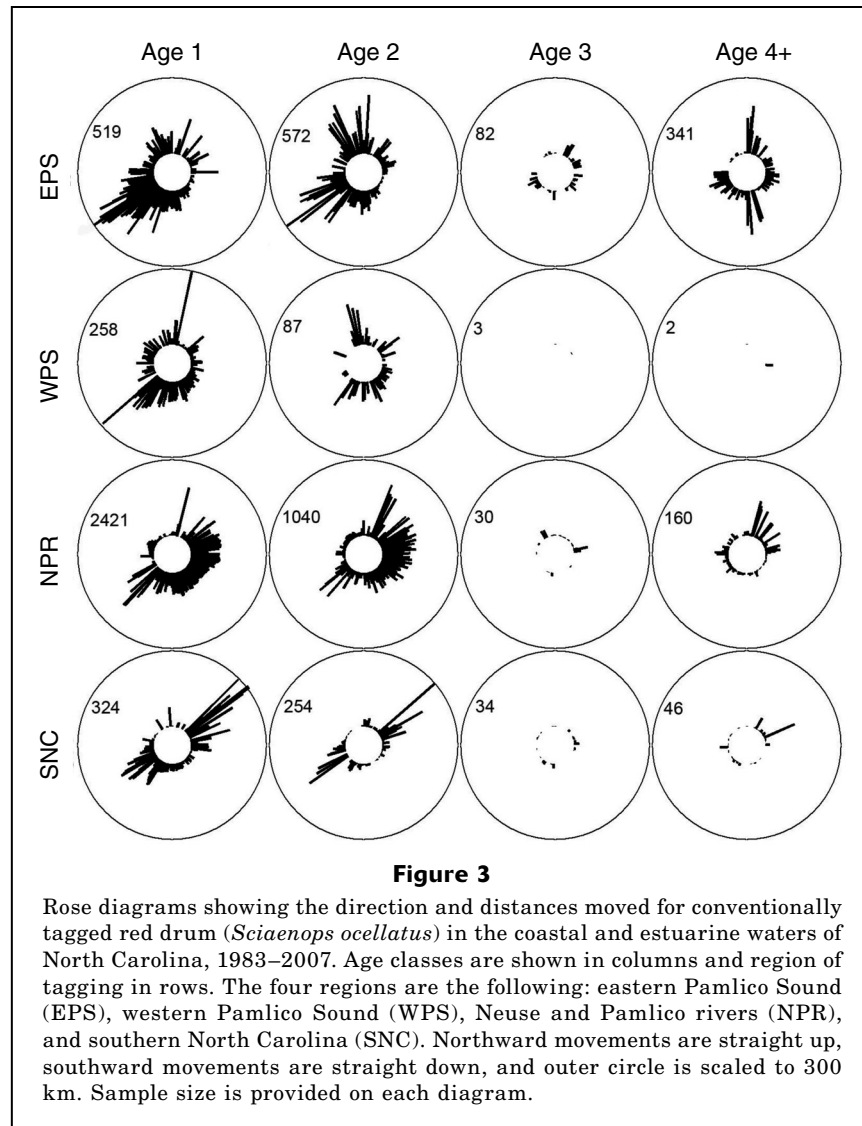 Age 1 Age 2 Age 3 Age 4+
EPS 519 572 82 341
WPS 258 87 3 2
NPR 2421 1040 30 160
SNC 324 254 34 46
Figure 3
Rose diagrams showing the direction and distances moved for conventionally
tagged red drum (Sciaenops ocellatus) in the coastal and estuarine waters of
North Carolina, 1983–2007. Age classes are shown in columns and region of
tagging in rows. The four regions are the following: eastern Pamlico Sound
(EPS), western Pamlico Sound (WPS), Neuse and Pamlico rivers (NPR),
and southern North Carolina (SNC). Northward movements are straight up,
southward movements are straight down, and outer circle is scaled to 300
km. Sample size is provided on each diagram.